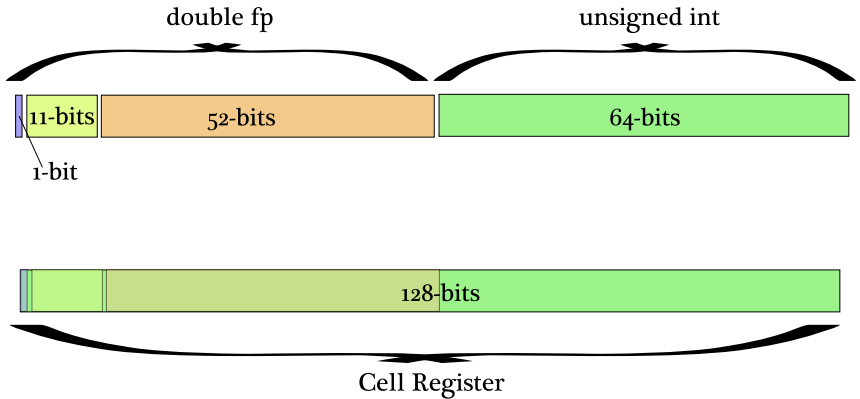 double fp
unsigned int
11-bits
52-bits
64-bits
1-bit
128-bits
Cell Register